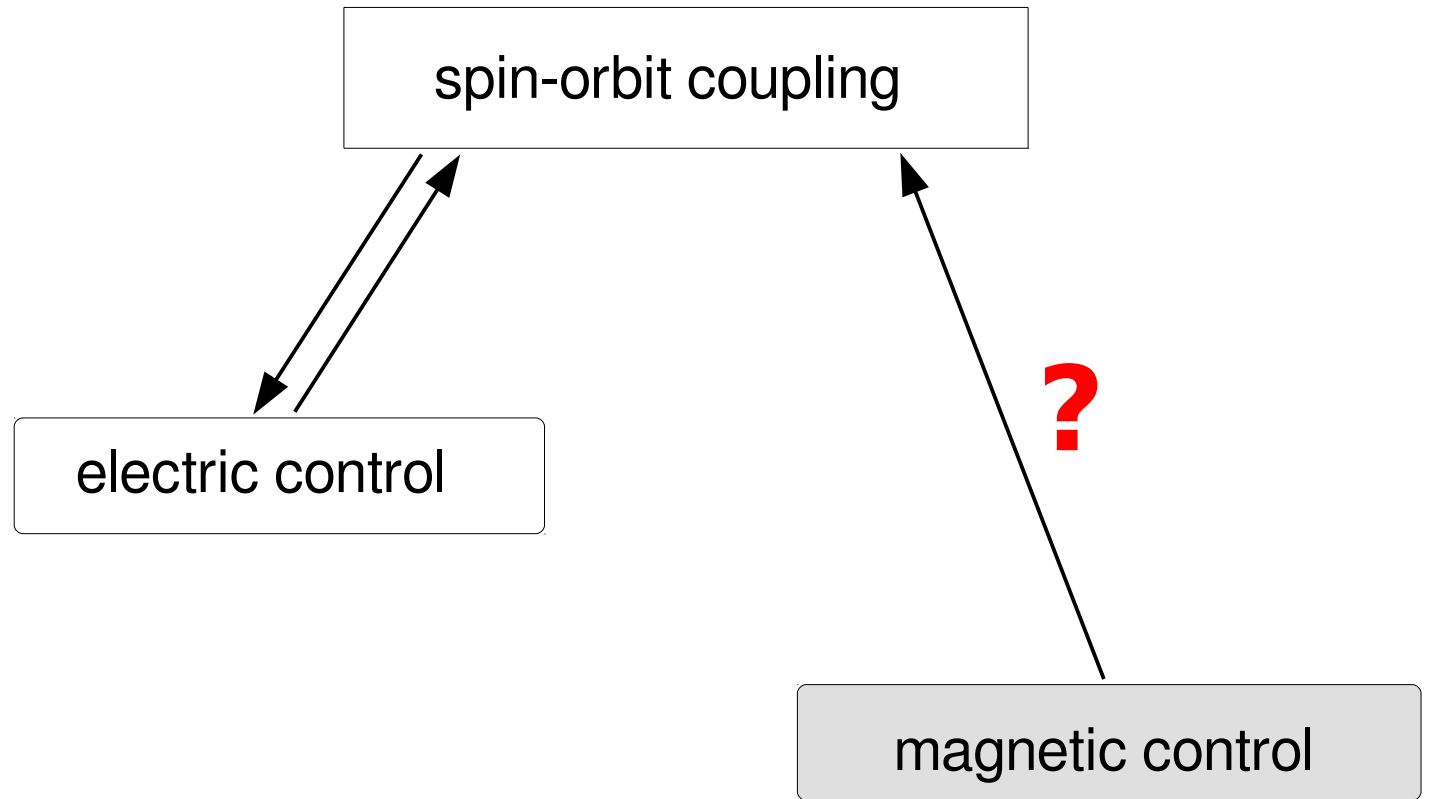 spin-orbit coupling
?
electric control
magnetic control